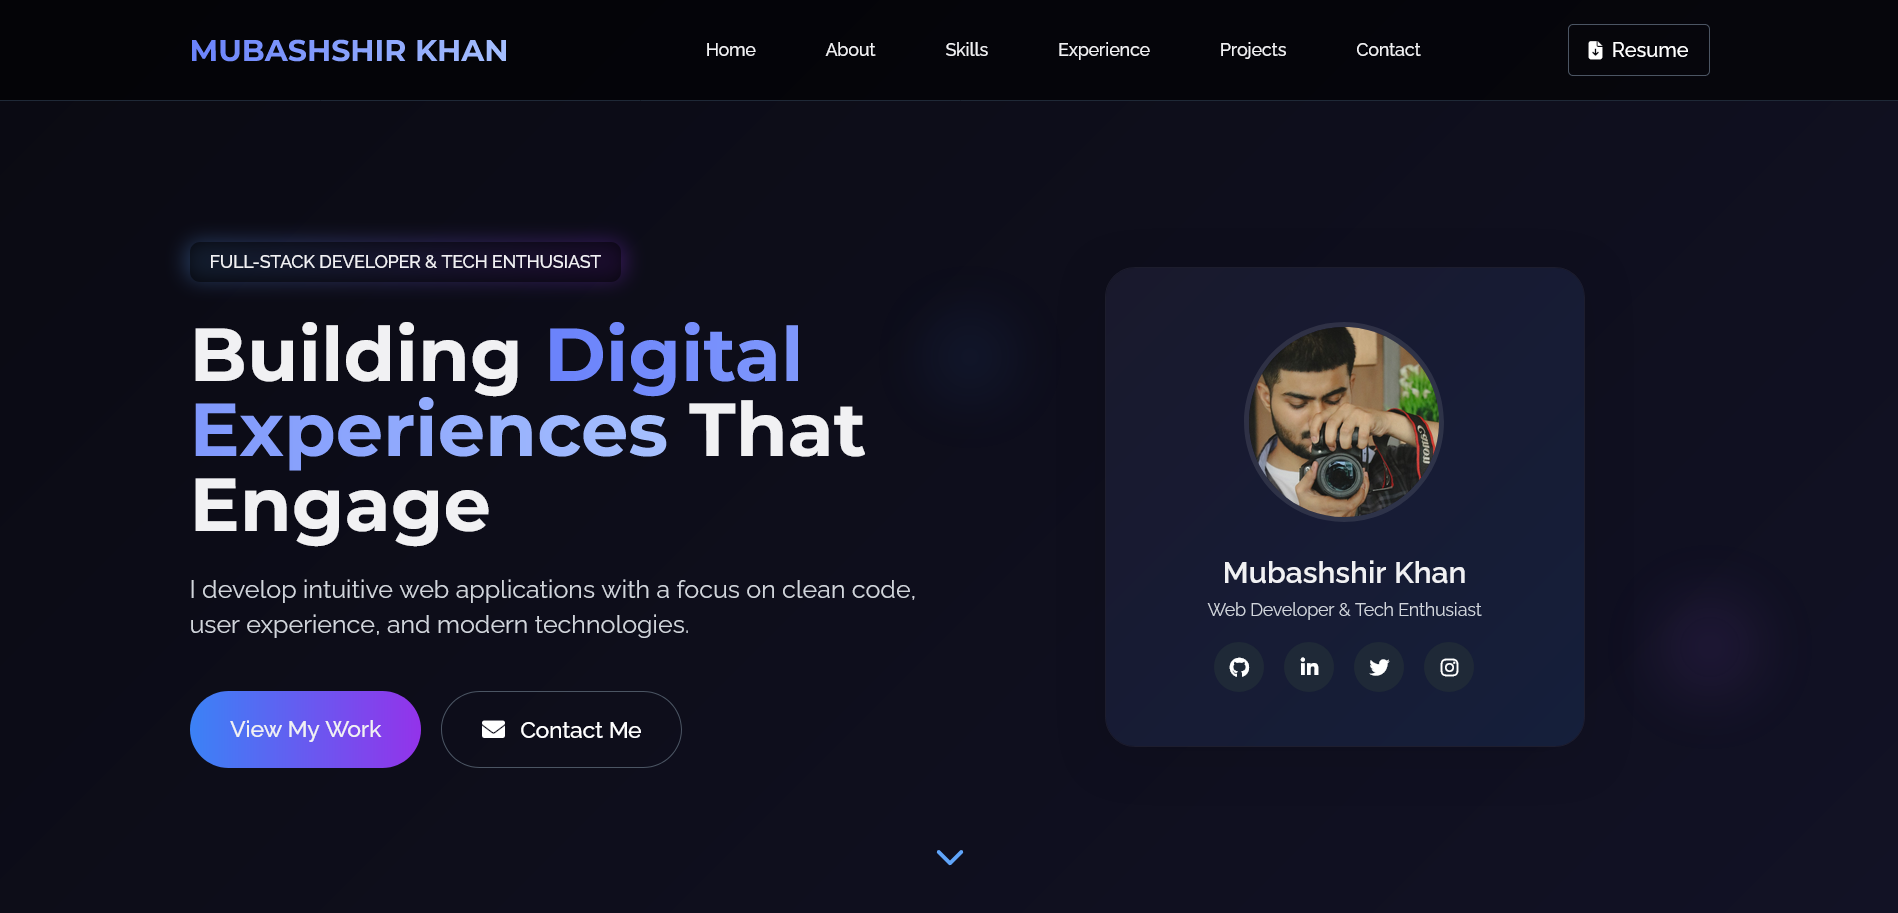 MUBASHSHIR KHAN
Home
About
Skills
Experience
Projects
Contact
Resume
FULL-STACK DEVELOPER & TECH ENTHUSIAST
Building Digital
Experiences That
Engage
I develop intuitive web applications with a focus on clean code,
user experience, and modern technologies.
View My Work
Contact Me
Canon
Mubashshir Khan
Web Developer & Tech Enthusiast
in